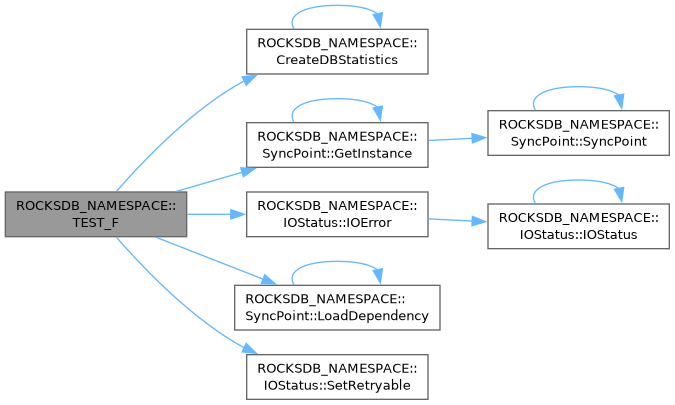 ROCKSDB_NAMESPACE::
CreateDBStatistics
ROCKSDB_NAMESPACE::
SyncPoint::GetInstance
ROCKSDB_NAMESPACE::
SyncPoint::SyncPoint
ROCKSDB_NAMESPACE::
TEST_F
ROCKSDB_NAMESPACE::
IOStatus::IOError
ROCKSDB_NAMESPACE::
IOStatus::IOStatus
ROCKSDB_NAMESPACE::
SyncPoint::LoadDependency
ROCKSDB_NAMESPACE::
IOStatus::SetRetryable